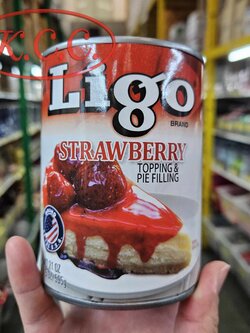 K.C.C
Ligo
BRAND
STRAWBERRY
TOPPING &
PIE FILLING